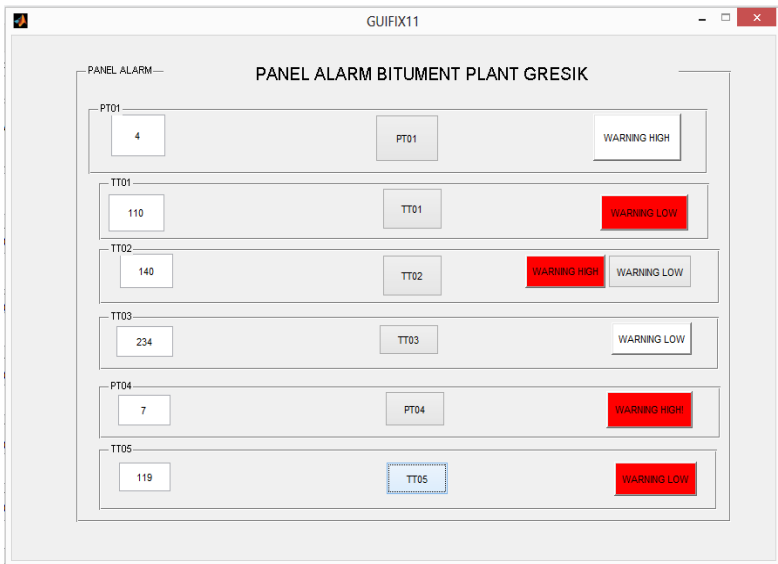 GUIFIX11
PANEL ALARM
PANEL ALARM BITUMENT PLANT GRESIK
PT01
4 PT01 WARNING HIGH
TT01
110 TT01 WARNING LOW
TT02
140 TT02 WARNING HIGH WARNING LOW
TT03
234 TT03 WARNING LOW
PT04
7 PT04 WARNING HIGH!
TT05
119 TT05 WARNING LOW